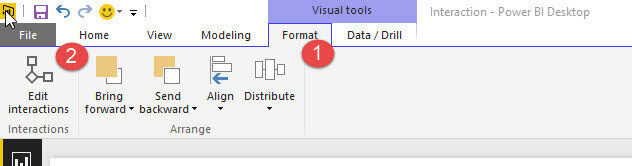 Visual tools
Interaction - Power BI Desktop
File Home View Modeling Format Data / Drill
2 1
Edit interactions
Bring forward
Send backward
Align
Distribute
Interactions
Arrange